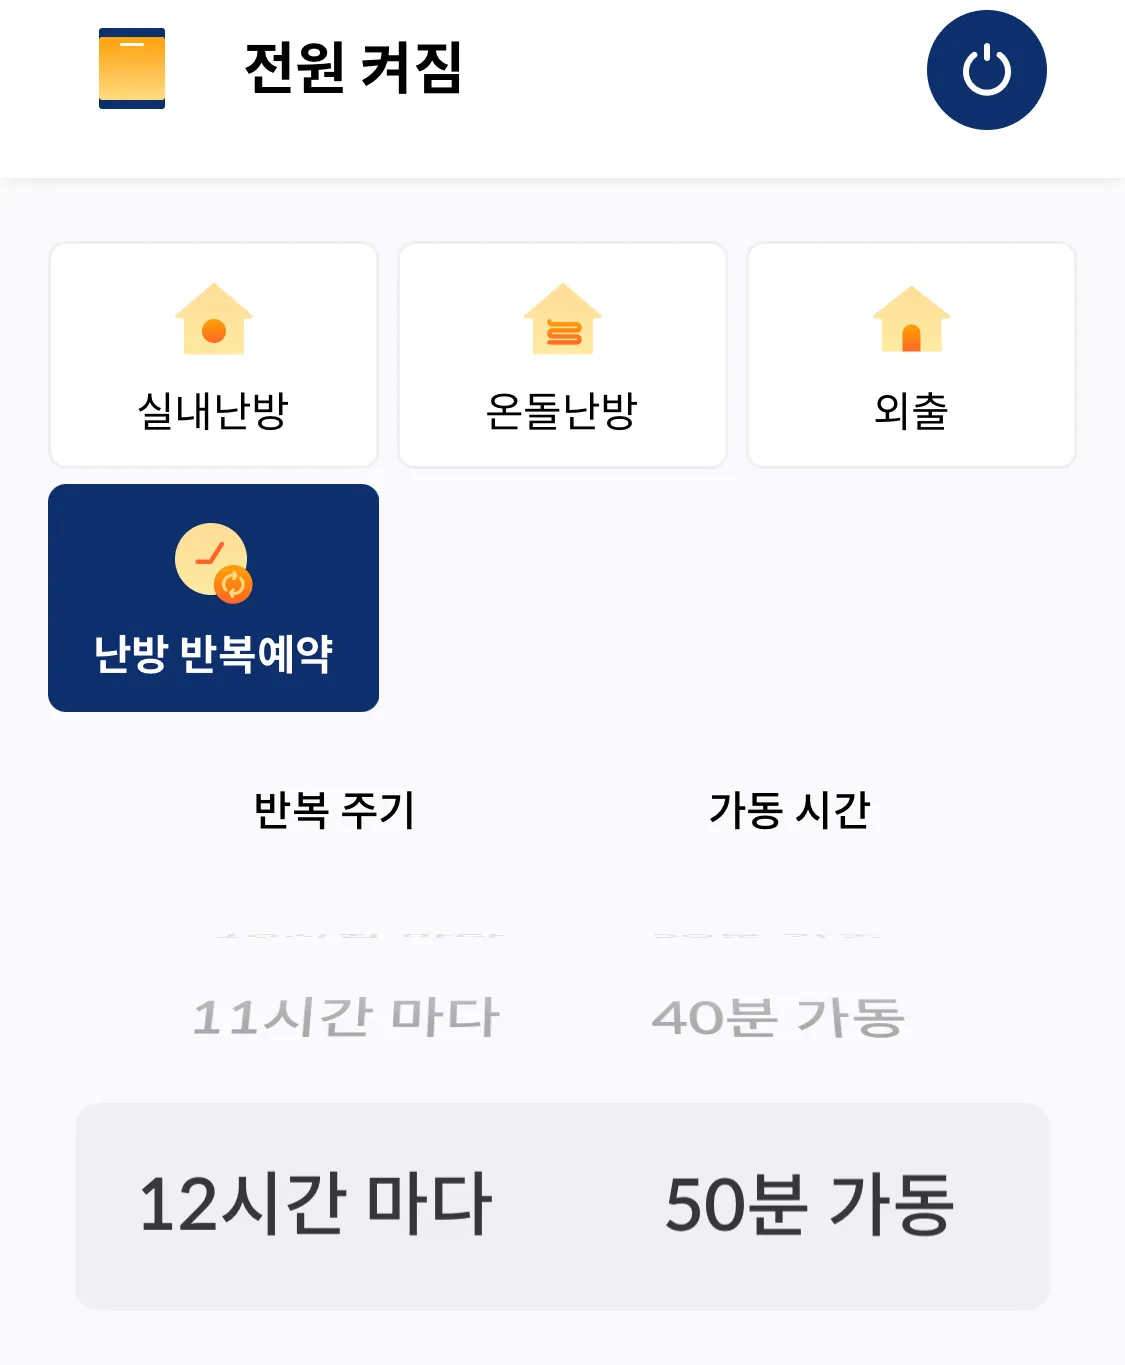 전원 켜짐
실내난방
온돌난방
외출
난방 반복예약
반복 주기
가동 시간
11시간 마다
40분 가동
12시간 마다
50분 가동